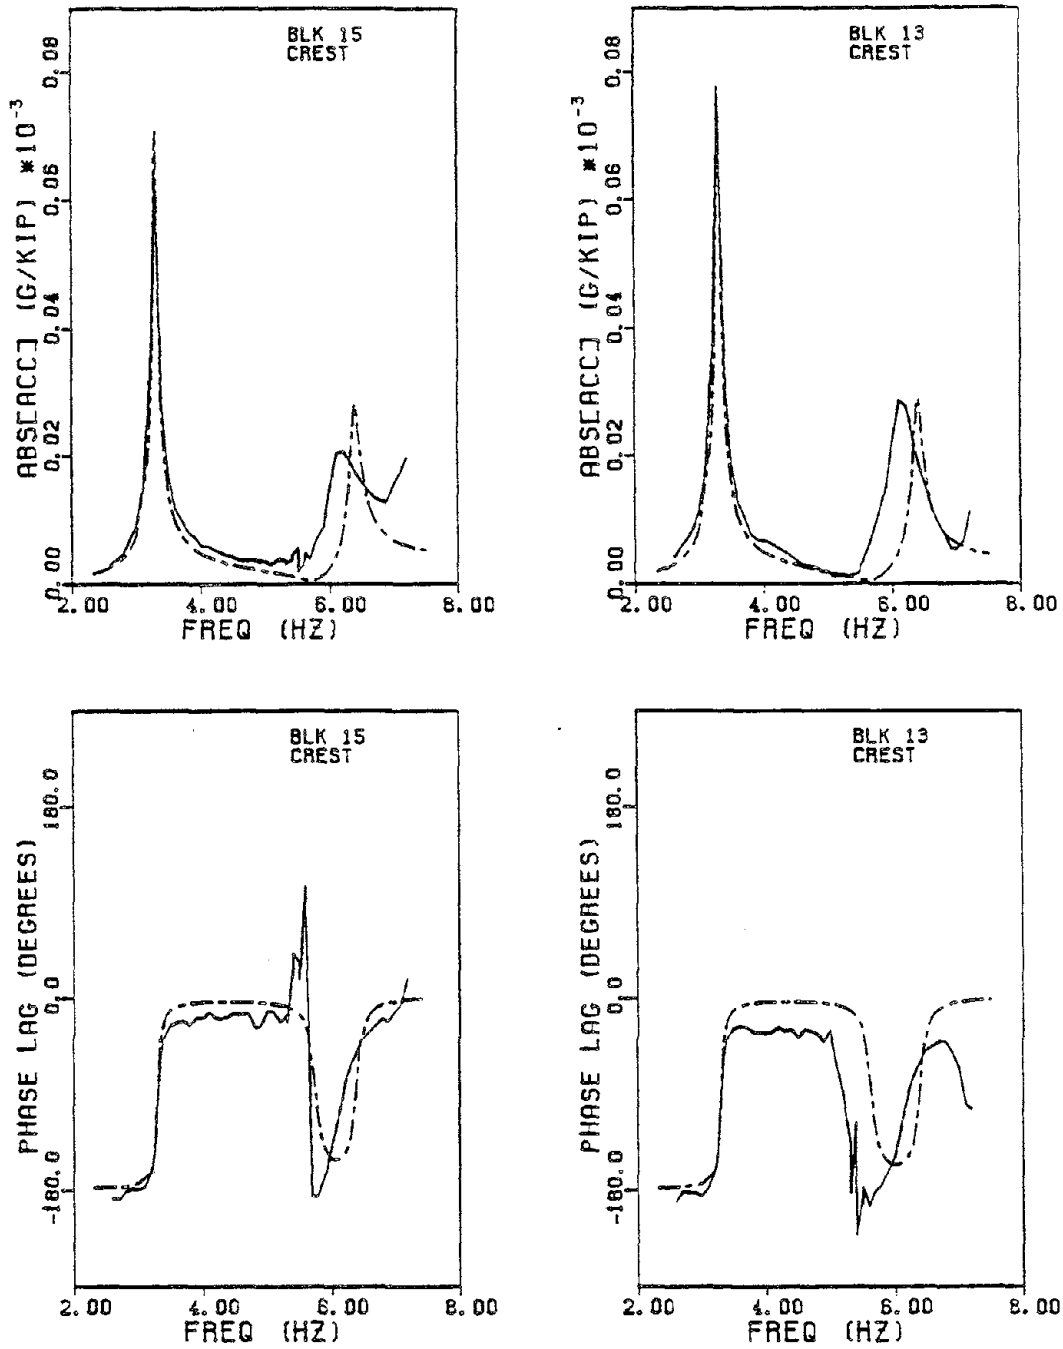 BLK 15
CREST
ABS[ACC] (G/KIP) *10-3
0.08
0.06
0.04
0.02
0.00
2.00 4.00 6.00 8.00
FREQ (HZ)
BLK 13
CREST
ABS[ACC] (G/KIP) *10-3
0.08
0.06
0.04
0.02
0.00
2.00 4.00 6.00 8.00
FREQ (HZ)
BLK 15
CREST
PHASE LAG (DEGREES)
180.0
0.0
-180.0
2.00 4.00 6.00 8.00
FREQ (HZ)
BLK 13
CREST
PHASE LAG (DEGREES)
180.0
0.0
-180.0
2.00 4.00 6.00 8.00
FREQ (HZ)